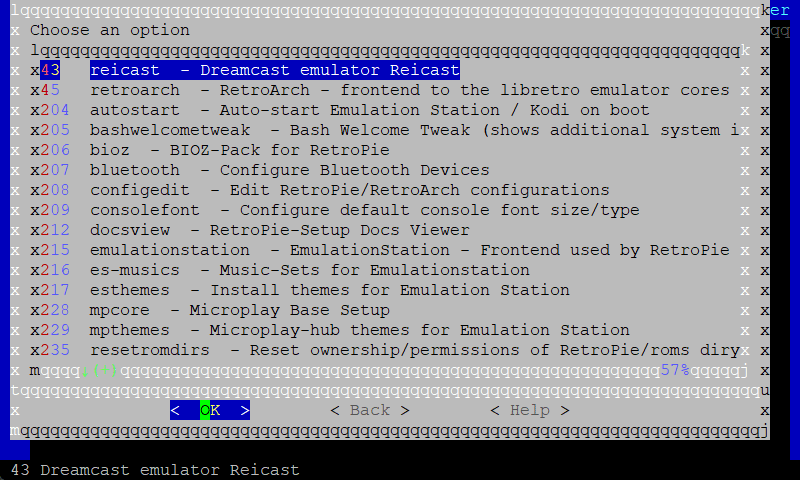 lqqqqqqqqqqqqqqqqqqqqqqqqqqqqqqqqqqqqqqqqqqqqqqqqqqqqqqqqqqqqqqqqqqqqqqqqqqker
x Choose an option xqq
x lqqqqqqqqqqqqqqqqqqqqqqqqqqqqqqqqqqqqqqqqqqqqqqqqqqqqqqqqqqqqqqqqqqqqqqk x
x x43 reicast - Dreamcast emulator Reicast x x
x x45 retroarch - RetroArch - frontend to the libretro emulator cores x x
x x204 autostart - Auto-start Emulation Station / Kodi on boot x x
x x205 bashwelcometweak - Bash Welcome Tweak (shows additional system ix x
x x206 bioz - BIOZ-Pack for RetroPie x x
x x207 bluetooth - Configure Bluetooth Devices x x
x x208 configedit - Edit RetroPie/RetroArch configurations x x
x x209 consolefont - Configure default console font size/type x x
x x212 docsview - RetroPie-Setup Docs Viewer x x
x x215 emulationstation - EmulationStation - Frontend used by RetroPie x x
x x216 es-musics - Music-Sets for Emulationstation x x
x x217 esthemes - Install themes for Emulation Station x x
x x228 mpcore - Microplay Base Setup x x
x x229 mpthemes - Microplay-hub themes for Emulation Station x x
x x235 resetromdirs - Reset ownership/permissions of RetroPie/roms diryx x
x mqqqq(+)qqqqqqqqqqqqqqqqqqqqqqqqqqqqqqqqqqqqqqqqqqqqqqqqqqqqqq57%qqqqqj x
tqqqqqqqqqqqqqqqqqqqqqqqqqqqqqqqqqqqqqqqqqqqqqqqqqqqqqqqqqqqqqqqqqqqqqqqqqqu
x < OK > < Back > < Help > x
mqqqqqqqqqqqqqqqqqqqqqqqqqqqqqqqqqqqqqqqqqqqqqqqqqqqqqqqqqqqqqqqqqqqqqqqqqqj
43 Dreamcast emulator Reicast